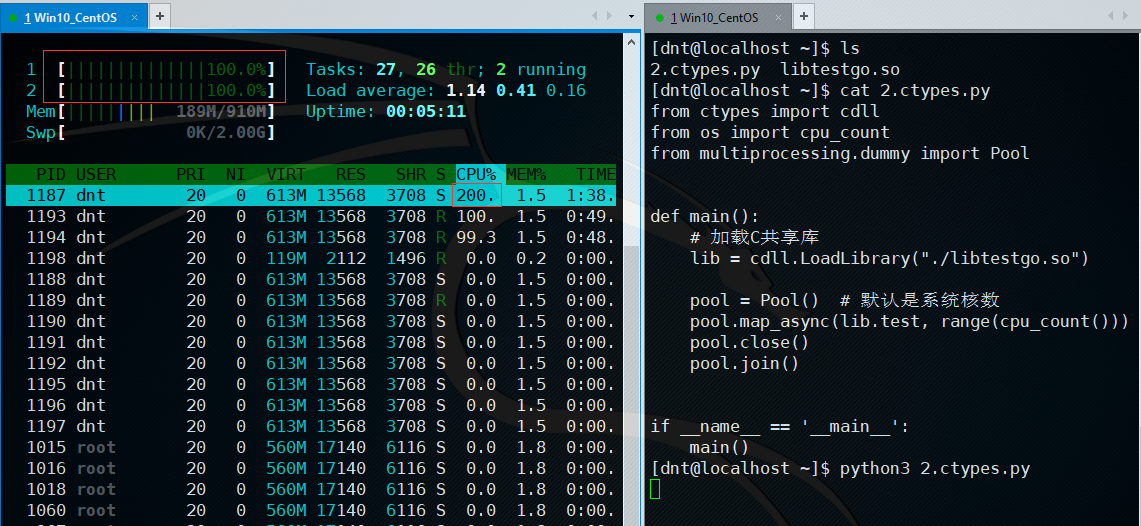 1 Win10_CentOS × +
1 [||||||||||||||100.0%] Tasks: 27, 26 thr; 2 running
2 [||||||||||||||100.0%] Load average: 1.14 0.41 0.16
Mem[||||||||| 189M/910M] Uptime: 00:05:11
Swp[ 0K/2.00G]
PID USER PRI NI VIRT RES SHR S CPU% MEM% TIME
1187 dnt 20 0 613M 13568 3708 S 200. 1.5 1:38.
1193 dnt 20 0 613M 13568 3708 R 100. 1.5 0:49.
1194 dnt 20 0 613M 13568 3708 R 99.3 1.5 0:48.
1198 dnt 20 0 119M 2112 1496 R 0.0 0.2 0:00.
1188 dnt 20 0 613M 13568 3708 S 0.0 1.5 0:00.
1189 dnt 20 0 613M 13568 3708 R 0.0 1.5 0:00.
1190 dnt 20 0 613M 13568 3708 S 0.0 1.5 0:00.
1191 dnt 20 0 613M 13568 3708 S 0.0 1.5 0:00.
1192 dnt 20 0 613M 13568 3708 S 0.0 1.5 0:00.
1195 dnt 20 0 613M 13568 3708 S 0.0 1.5 0:00.
1196 dnt 20 0 613M 13568 3708 S 0.0 1.5 0:00.
1197 dnt 20 0 613M 13568 3708 S 0.0 1.5 0:00.
1015 root 20 0 560M 17140 6116 S 0.0 1.8 0:00.
1016 root 20 0 560M 17140 6116 S 0.0 1.8 0:00.
1018 root 20 0 560M 17140 6116 S 0.0 1.8 0:00.
1060 root 20 0 560M 17140 6116 S 0.0 1.8 0:00.
1 Win10_CentOS × +
[dnt@localhost ~]$ ls
2.ctypes.py libtestgo.so
[dnt@localhost ~]$ cat 2.ctypes.py
from ctypes import cdll
from os import cpu_count
from multiprocessing.dummy import Pool
def main():
# 加载C共享库
lib = cdll.LoadLibrary("./libtestgo.so")
pool = Pool() # 默认是系统核数
pool.map_async(lib.test, range(cpu_count()))
pool.close()
pool.join()
if __name__ == '__main__':
main()
[dnt@localhost ~]$ python3 2.ctypes.py